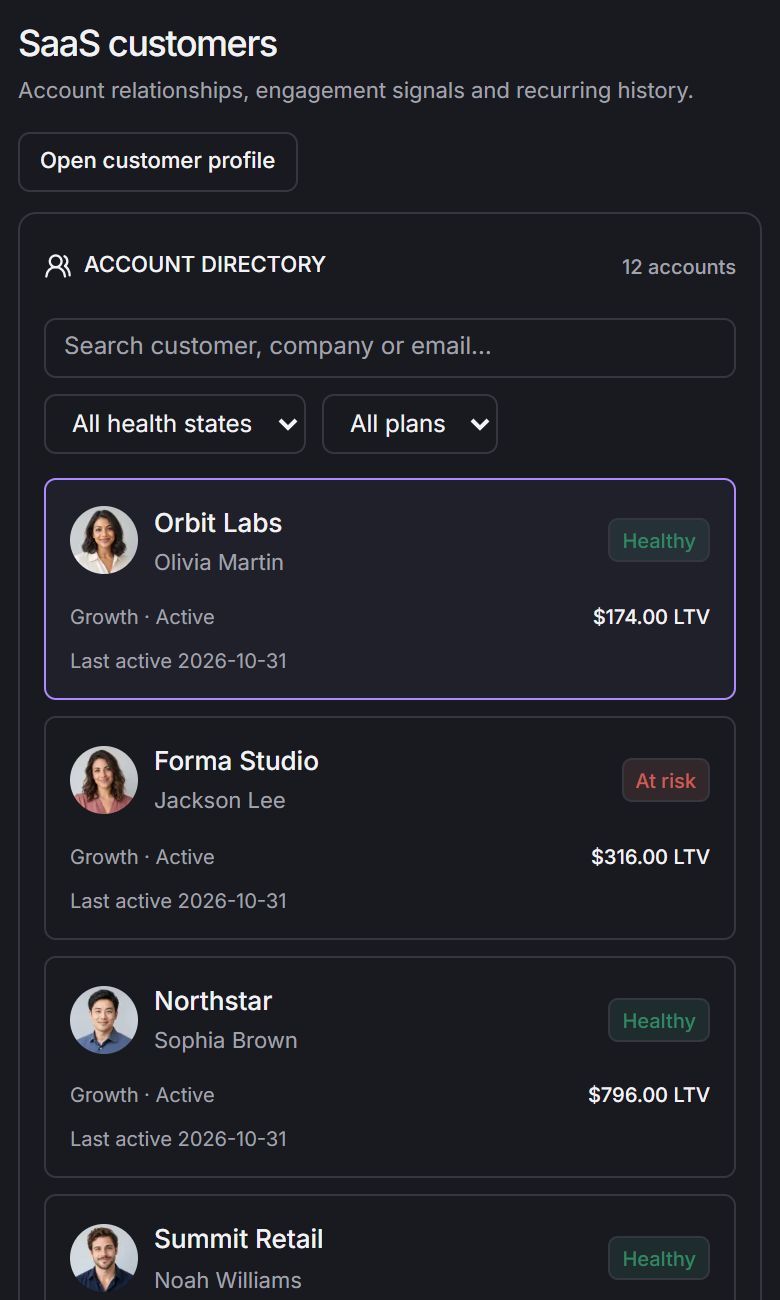 SaaS customers
Account relationships, engagement signals and recurring history.
Open customer profile
ACCOUNT DIRECTORY
12 accounts
Search customer, company or email...
All health states
All plans
Orbit Labs
Olivia Martin
Healthy
Growth · Active
$174.00 LTV
Last active 2026-10-31
Forma Studio
Jackson Lee
At risk
Growth · Active
$316.00 LTV
Last active 2026-10-31
Northstar
Sophia Brown
Healthy
Growth · Active
$796.00 LTV
Last active 2026-10-31
Summit Retail
Noah Williams
Healthy